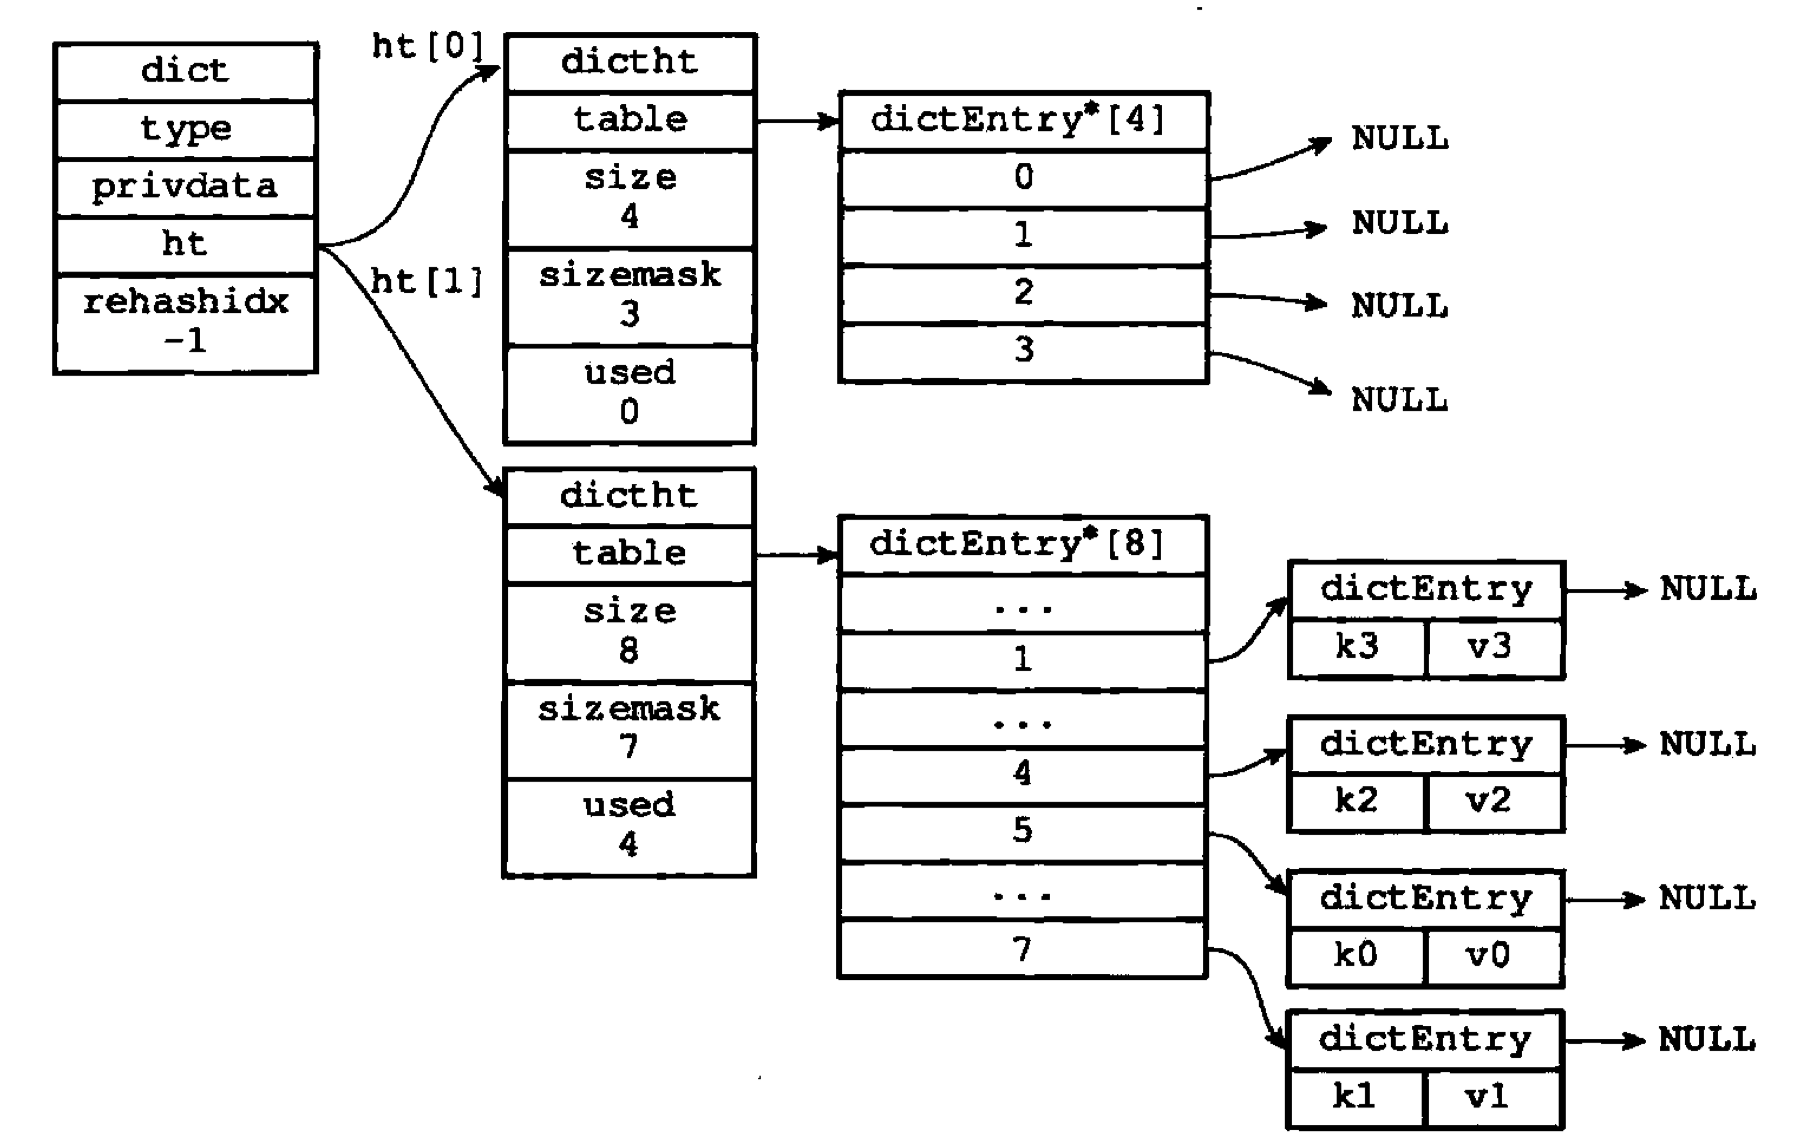 dict
type
privdata
ht
rehashidx
-1
ht[0]
ht[1]
dictht
table
size
4
sizemask
3
used
0
dictEntry*[4]
0
1
2
3
NULL
NULL
NULL
NULL
dictht
table
size
8
sizemask
7
used
4
dictEntry*[8]
...
1
...
4
5
...
7
dictEntry
k3 v3
NULL
dictEntry
k2 v2
NULL
dictEntry
k0 v0
NULL
dictEntry
k1 v1
NULL